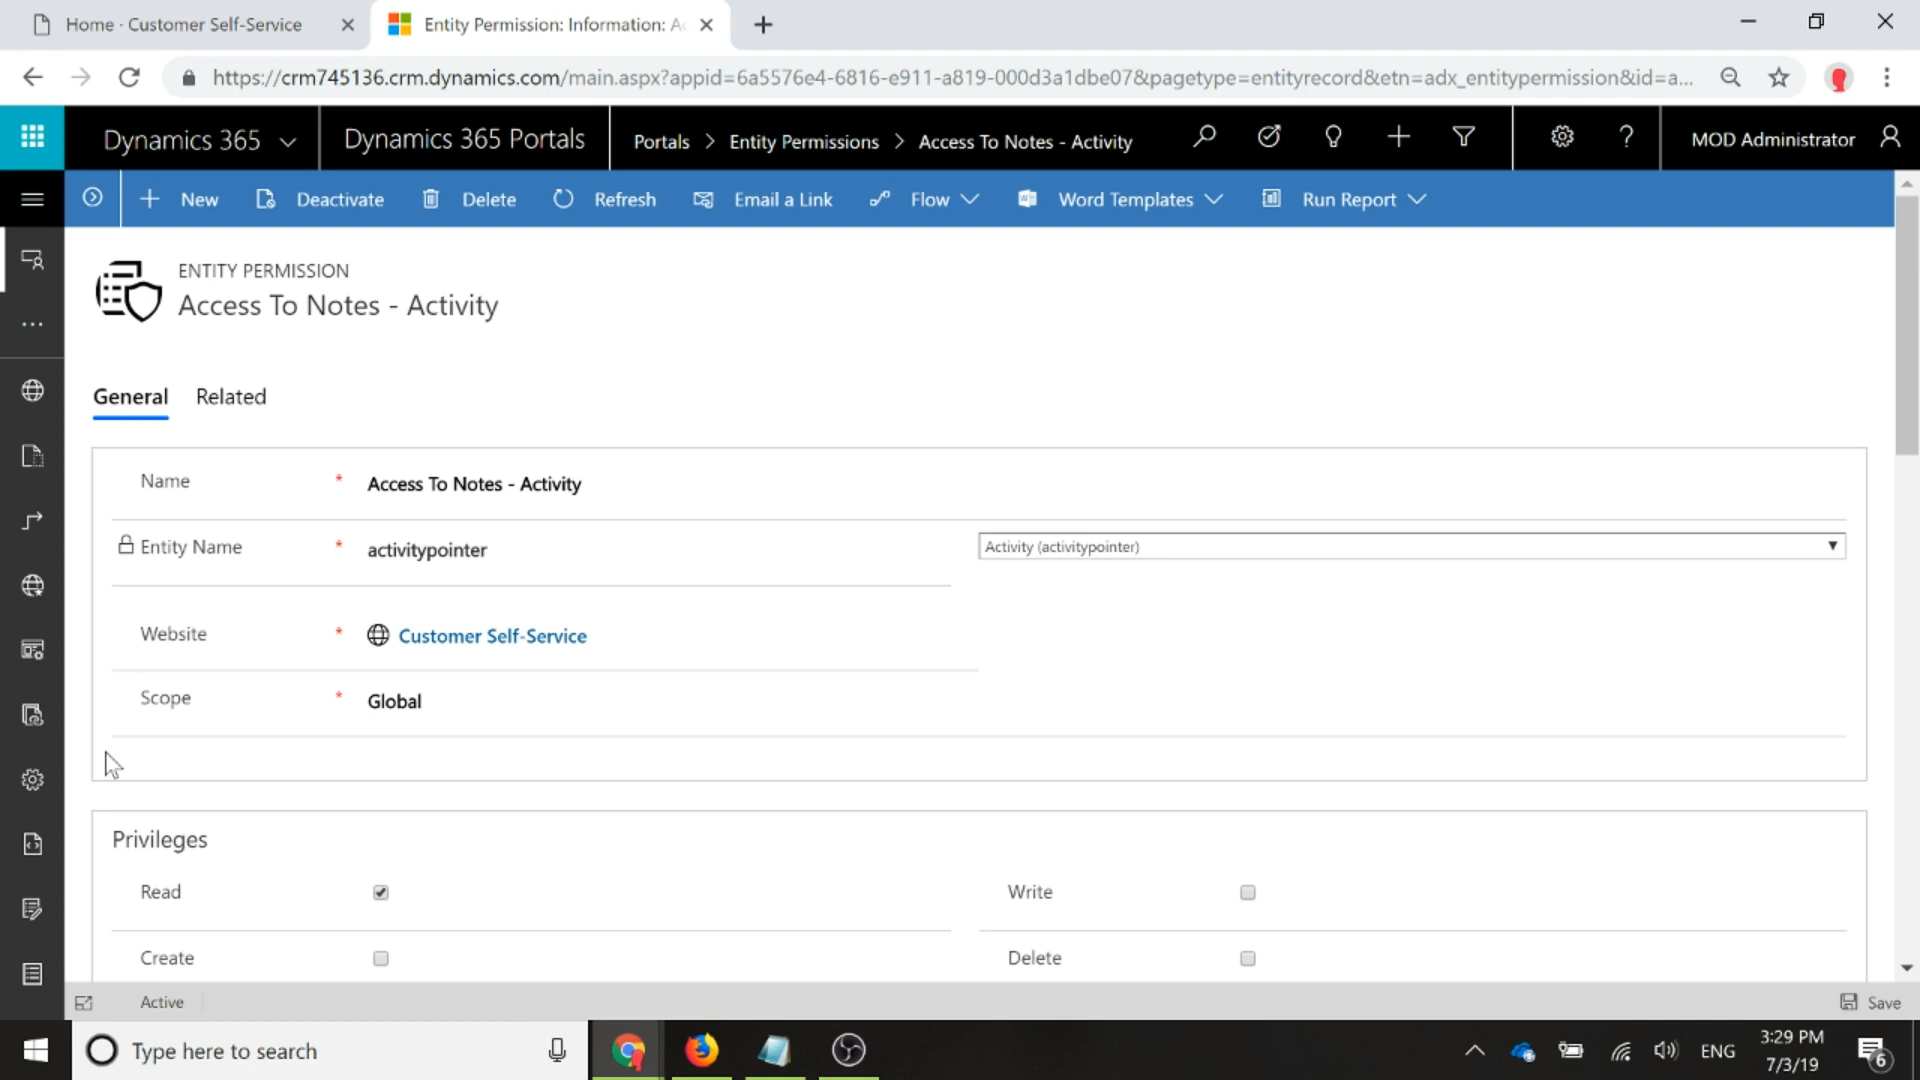 Home - Customer Self-Service
Entity Permission: Information: Ac
https://crm745136.crm.dynamics.com/main.aspx?appid=6a5576e4-6816-e911-a819-000d3a1dbe07&pagetype=entityrecord&etn=adx_entitypermission&id=a...
Dynamics 365
Dynamics 365 Portals
Portals > Entity Permissions > Access To Notes - Activity
MOD Administrator
New
Deactivate
Delete
Refresh
Email a Link
Flow
Word Templates
Run Report
ENTITY PERMISSION
Access To Notes - Activity
General
Related
Name * Access To Notes - Activity
Entity Name * activitypointer
Activity (activitypointer)
Website * Customer Self-Service
Scope * Global
Privileges
Read
Write
Create
Delete
Active
Save
Type here to search
ENG
3:29 PM
7/3/19
6